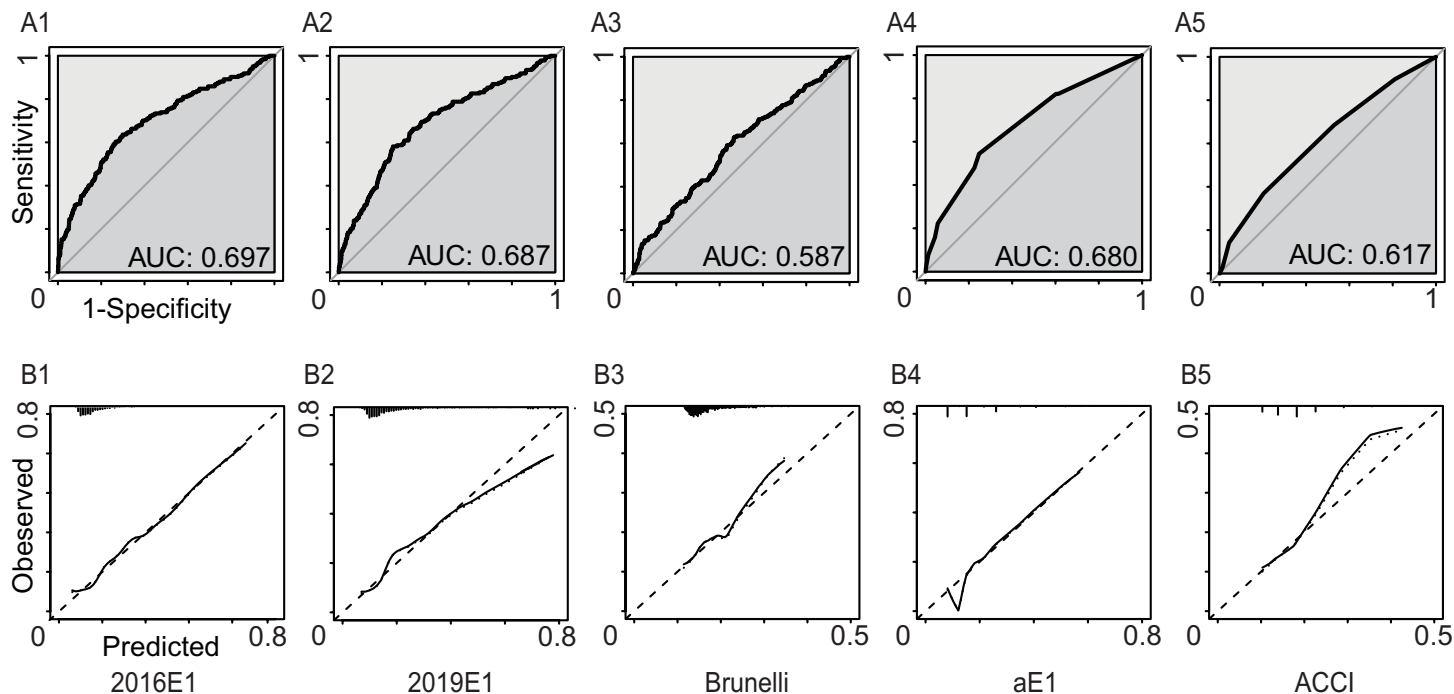 A1 A2 A3 A4 A5
1 1 1 1 1
Sensitivity
AUC: 0.697 AUC: 0.687 AUC: 0.587 AUC: 0.680 AUC: 0.617
0 0 1 0 1 0 1 0 1
1-Specificity
B1 B2 B3 B4 B5
0.8 0.8 0.5 0.8 0.5
Obeserved
0 0.8 0 0.8 0 0.5 0 0.8 0 0.5
Predicted
2016E1 2019E1 Brunelli aE1 ACCI